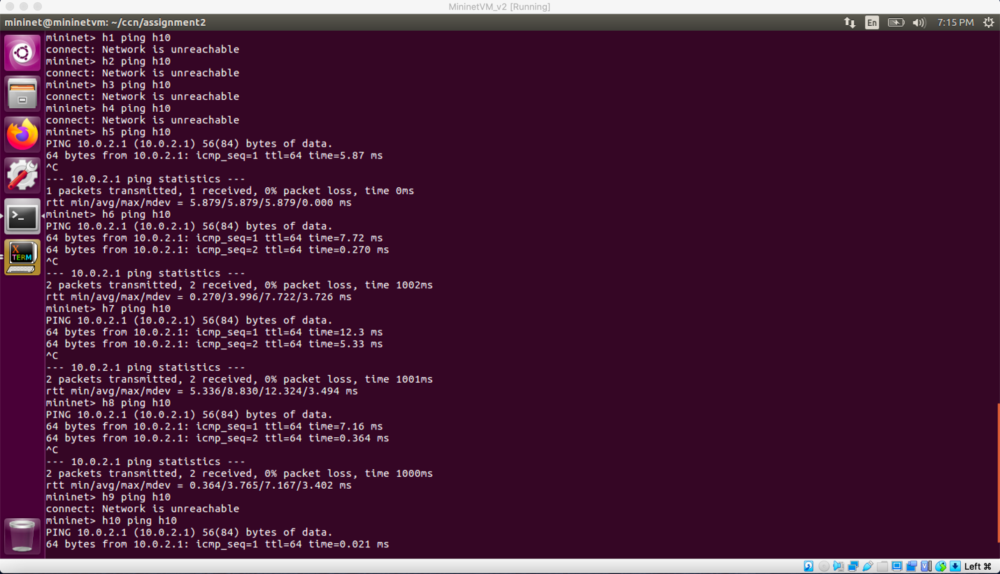 MininetVM_v2 [Running]
mininet@mininetvm: ~/ccn/assignment2
En
7:15 PM
mininet> h1 ping h10
connect: Network is unreachable
mininet> h2 ping h10
connect: Network is unreachable
mininet> h3 ping h10
connect: Network is unreachable
mininet> h4 ping h10
connect: Network is unreachable
mininet> h5 ping h10
PING 10.0.2.1 (10.0.2.1) 56(84) bytes of data.
64 bytes from 10.0.2.1: icmp_seq=1 ttl=64 time=5.87 ms
^C
--- 10.0.2.1 ping statistics ---
1 packets transmitted, 1 received, 0% packet loss, time 0ms
rtt min/avg/max/mdev = 5.879/5.879/5.879/0.000 ms
mininet> h6 ping h10
PING 10.0.2.1 (10.0.2.1) 56(84) bytes of data.
64 bytes from 10.0.2.1: icmp_seq=1 ttl=64 time=7.72 ms
64 bytes from 10.0.2.1: icmp_seq=2 ttl=64 time=0.270 ms
^C
--- 10.0.2.1 ping statistics ---
2 packets transmitted, 2 received, 0% packet loss, time 1002ms
rtt min/avg/max/mdev = 0.270/3.996/7.722/3.726 ms
mininet> h7 ping h10
PING 10.0.2.1 (10.0.2.1) 56(84) bytes of data.
64 bytes from 10.0.2.1: icmp_seq=1 ttl=64 time=12.3 ms
64 bytes from 10.0.2.1: icmp_seq=2 ttl=64 time=5.33 ms
^C
--- 10.0.2.1 ping statistics ---
2 packets transmitted, 2 received, 0% packet loss, time 1001ms
rtt min/avg/max/mdev = 5.336/8.830/12.324/3.494 ms
mininet> h8 ping h10
PING 10.0.2.1 (10.0.2.1) 56(84) bytes of data.
64 bytes from 10.0.2.1: icmp_seq=1 ttl=64 time=7.16 ms
64 bytes from 10.0.2.1: icmp_seq=2 ttl=64 time=0.364 ms
^C
--- 10.0.2.1 ping statistics ---
2 packets transmitted, 2 received, 0% packet loss, time 1000ms
rtt min/avg/max/mdev = 0.364/3.765/7.167/3.402 ms
mininet> h9 ping h10
connect: Network is unreachable
mininet> h10 ping h10
PING 10.0.2.1 (10.0.2.1) 56(84) bytes of data.
64 bytes from 10.0.2.1: icmp_seq=1 ttl=64 time=0.021 ms
>_
X
TERM
Left ⌘